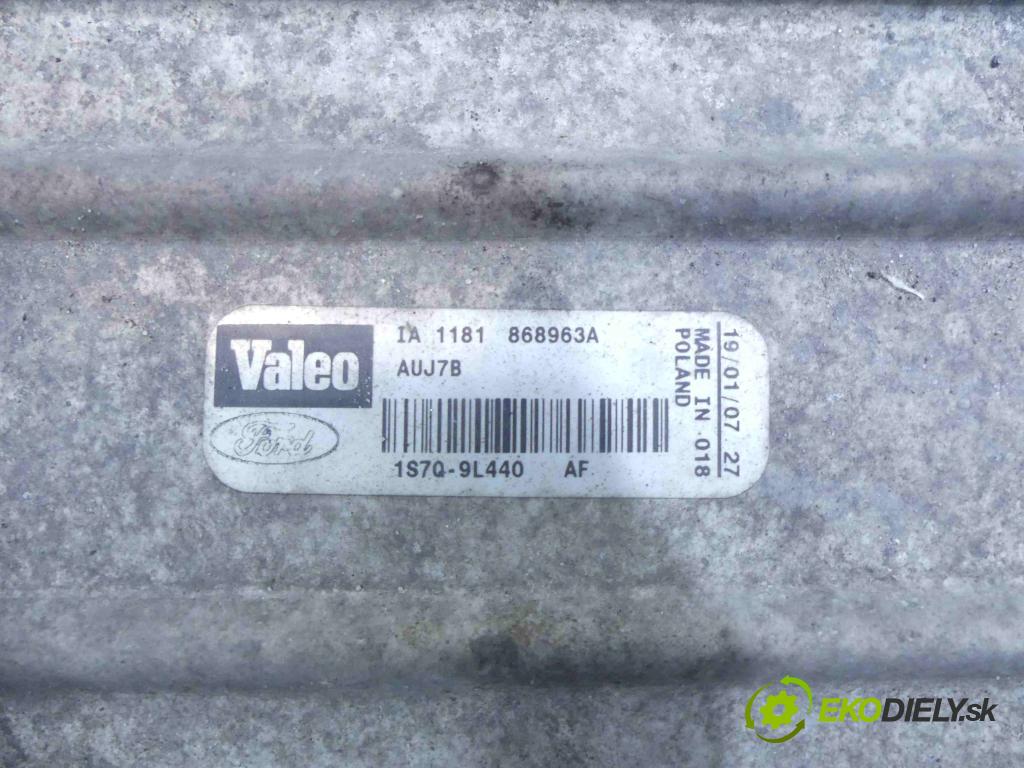 Valeo
IA 1181 868963A
AUJ7B
Ford
1S7Q-9L440 AF
19/01/07 27
MADE IN 018
POLAND
EKODIELY.sk